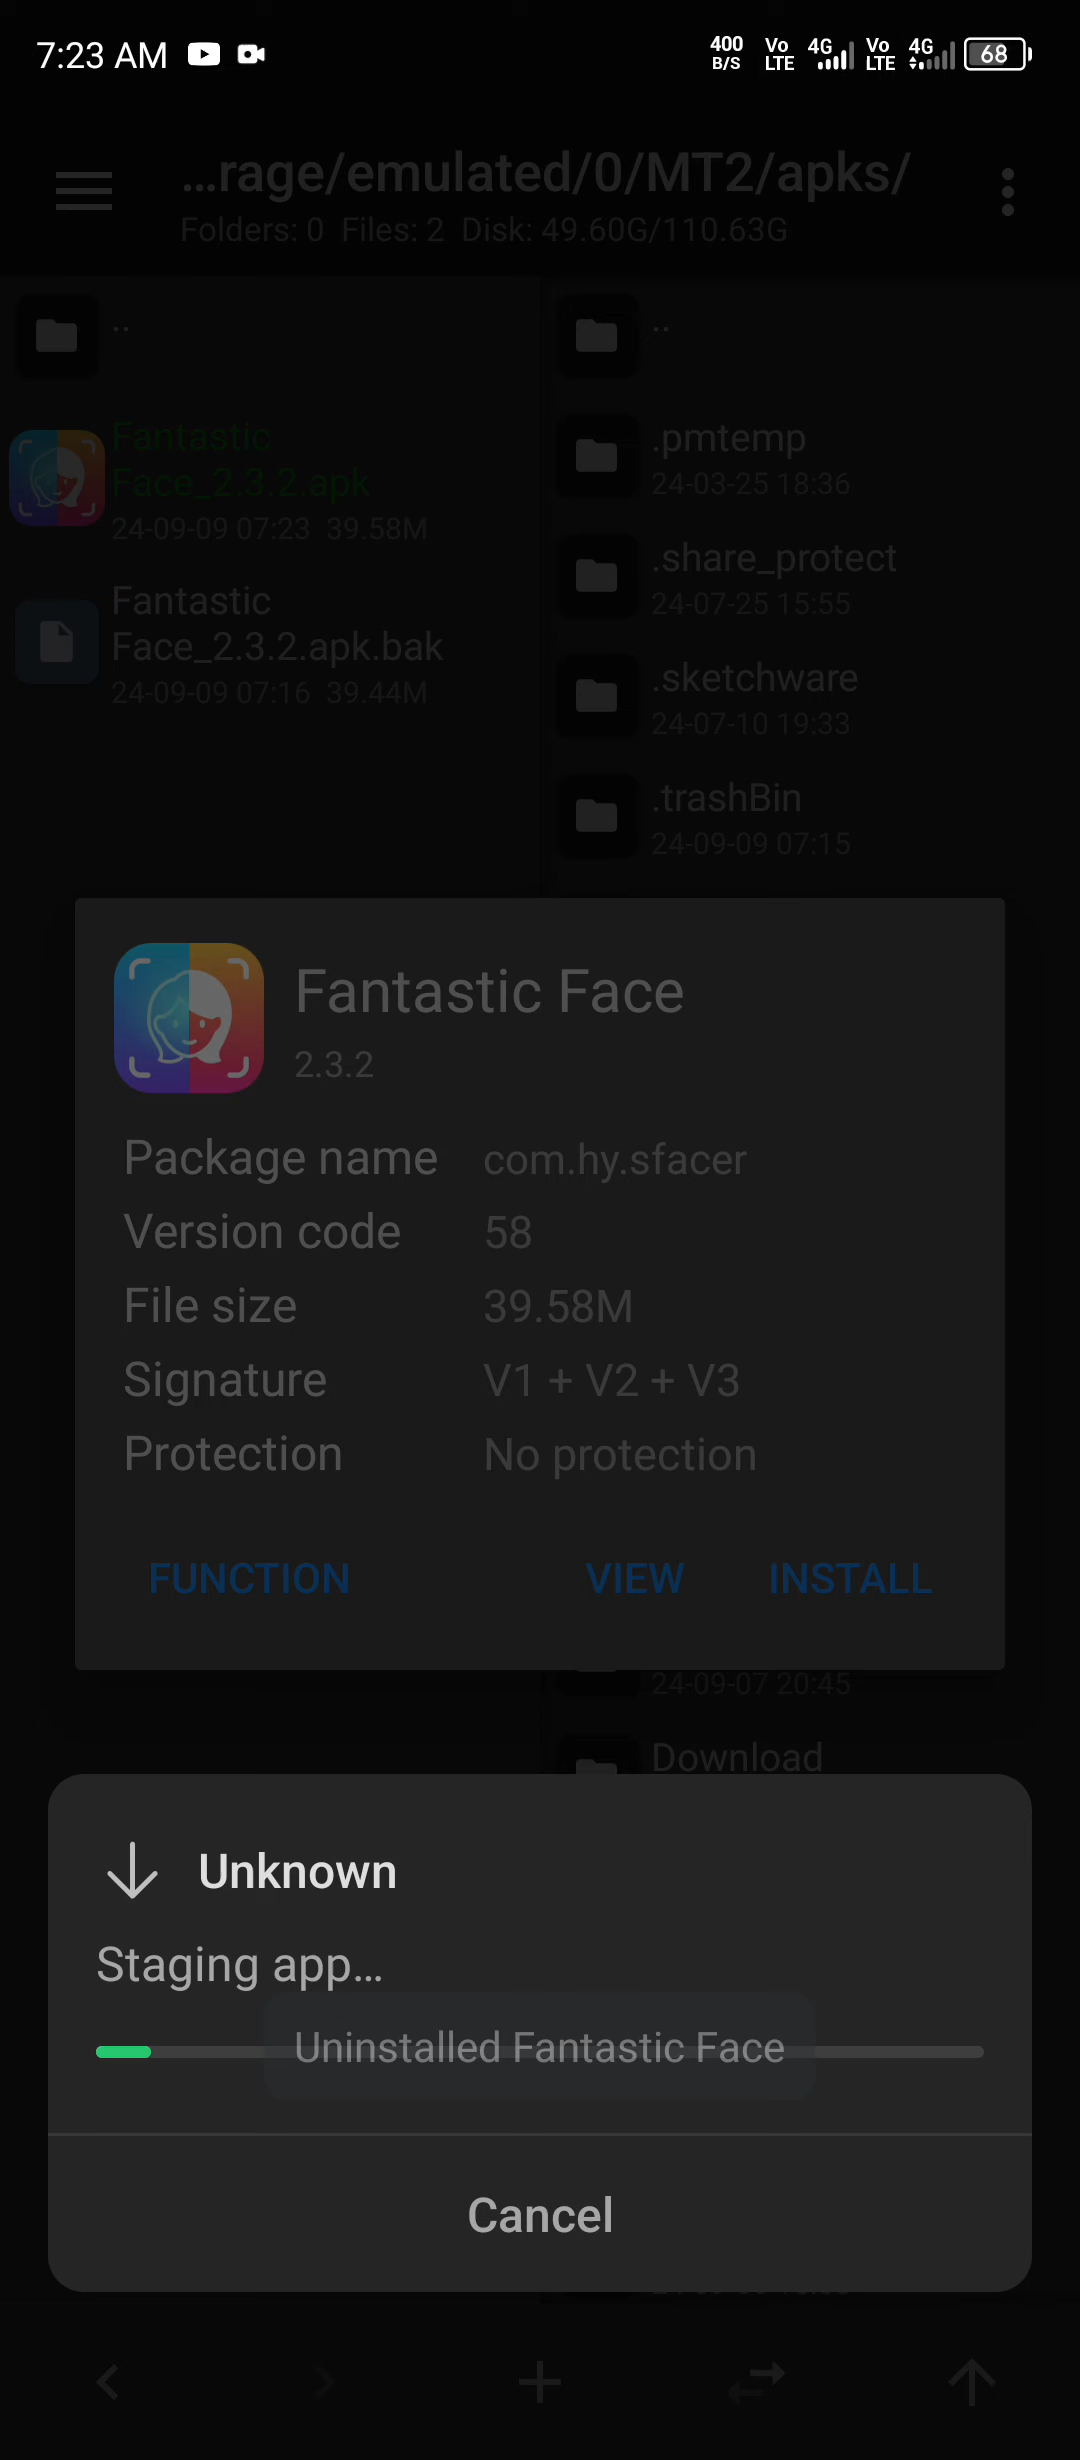 7:23 AM
400 B/S Vo LTE 4G Vo LTE 4G 68
...rage/emulated/0/MT2/apks/
Folders: 0 Files: 2 Disk: 49.60G/110.63G
..
Fantastic
Face_2.3.2.apk
24-09-09 07:23 39.58M
Fantastic
Face_2.3.2.apk.bak
24-09-09 07:16 39.44M
..
.pmtemp
24-03-25 18:36
.share_protect
24-07-25 15:55
.sketchware
24-07-10 19:33
.trashBin
24-09-09 07:15
Fantastic Face
2.3.2
Package name com.hy.sfacer
Version code 58
File size 39.58M
Signature V1 + V2 + V3
Protection No protection
FUNCTION VIEW INSTALL
24-09-07 20:45
Download
Unknown
Staging app...
Uninstalled Fantastic Face
Cancel